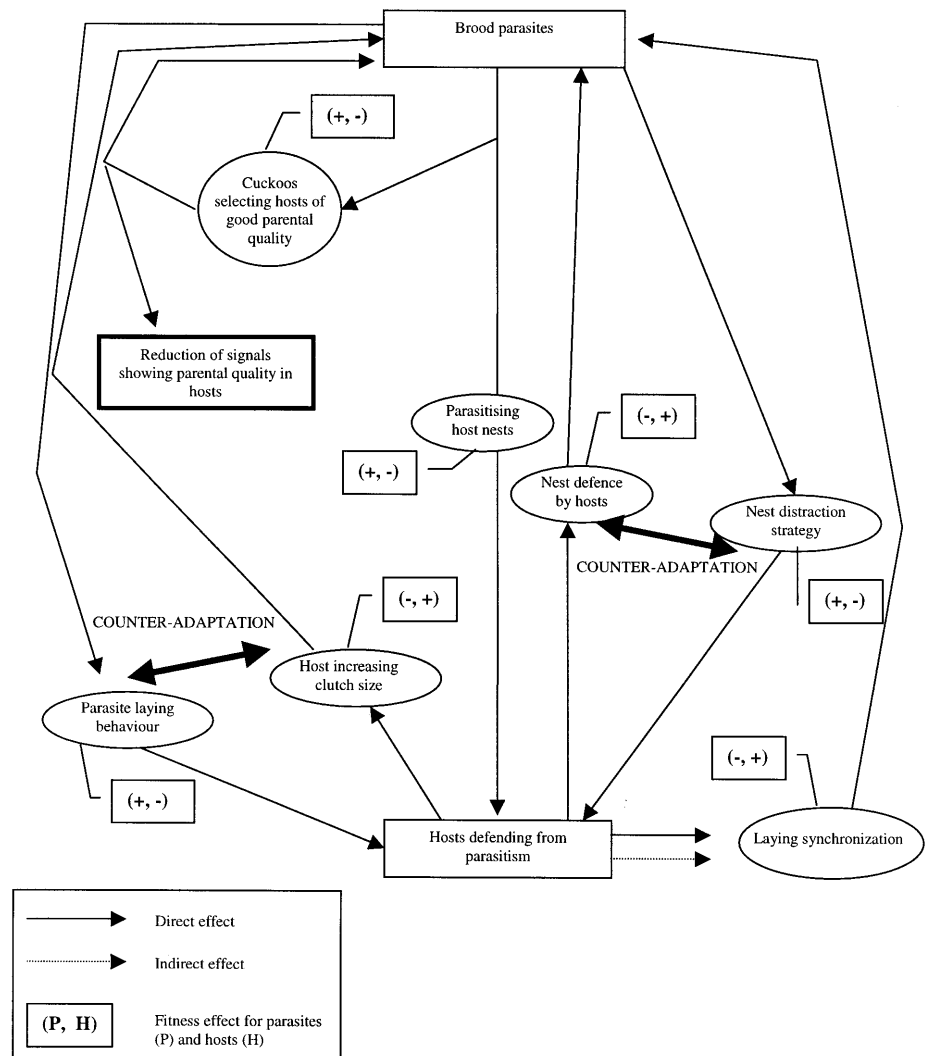 Brood parasites
(+, -)
Cuckoos
selecting hosts of
good parental
quality
Reduction of signals
showing parental quality in
hosts
Parasitising
host nests
(+, -)
(-, +)
Nest defence
by hosts
Nest distraction
strategy
COUNTER-ADAPTATION
(+, -)
COUNTER-ADAPTATION
(-, +)
Host increasing
clutch size
Parasite laying
behaviour
(+, -)
(-, +)
Hosts defending from
parasitism
Laying synchronization
Direct effect
Indirect effect
(P, H)
Fitness effect for parasites
(P) and hosts (H)